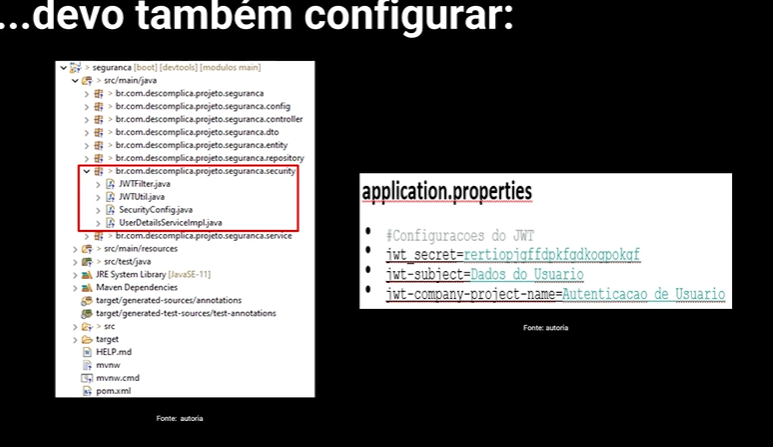 ...devo também configurar:
> seguranca [boot] [devtools] [modulos main]
> src/main/java
> br.com.descomplica.projeto.seguranca
> br.com.descomplica.projeto.seguranca.config
> br.com.descomplica.projeto.seguranca.controller
> br.com.descomplica.projeto.seguranca.dto
> br.com.descomplica.projeto.seguranca.entity
> br.com.descomplica.projeto.seguranca.repository
> br.com.descomplica.projeto.seguranca.security
JWTFilter.java
JWTUtil.java
SecurityConfig.java
UserDetailsServiceImpl.java
> br.com.descomplica.projeto.seguranca.service
src/main/resources
src/test/java
JRE System Library [JavaSE-11]
Maven Dependencies
target/generated-sources/annotations
target/generated-test-sources/test-annotations
> src
target
HELP.md
mvnw
mvnw.cmd
pom.xml
Fonte: autoria
application.properties
#Configuracoes do JWT
jwt_secret=rertiopjgffdpkfgdkogpokgf
jwt-subject=Dados do Usuario
jwt-company-project-name=Autenticacao de Usuario
Fonte: autoria